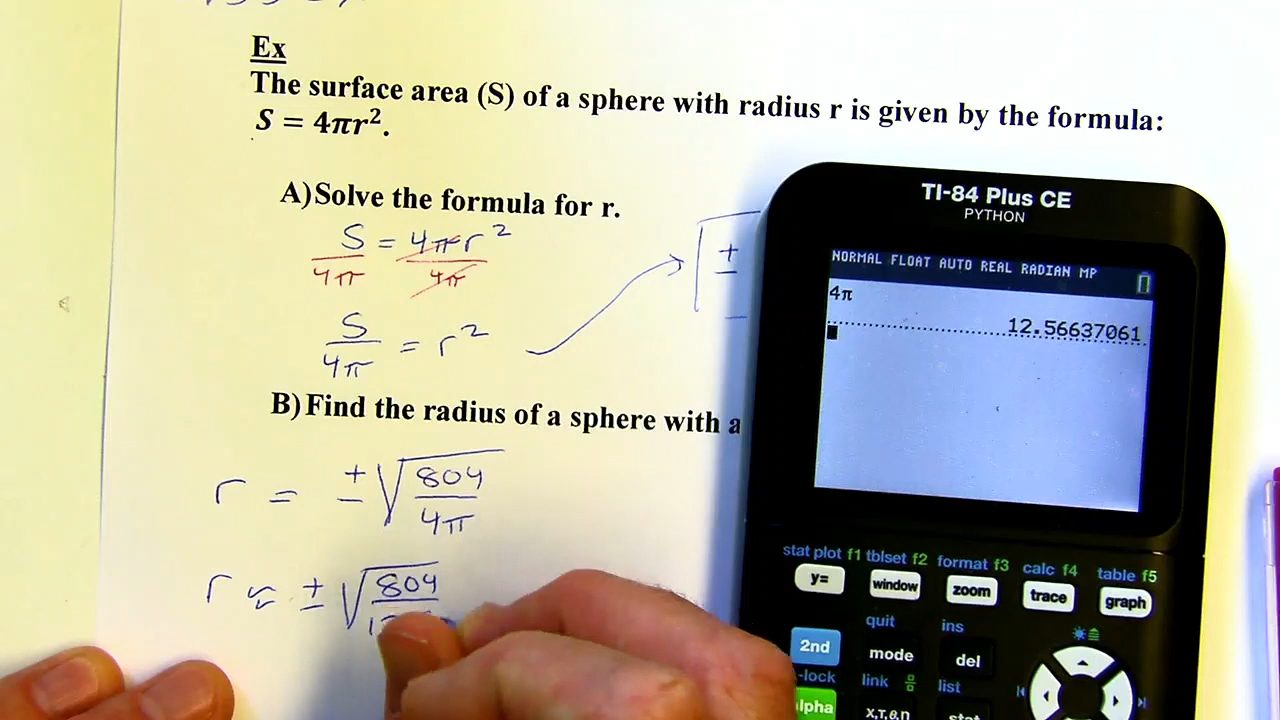 Ex
The surface area (S) of a sphere with radius r is given by the formula:
S = 4πr².
A) Solve the formula for r.
S = 4πr²
4π 4π
S/4π = r²
±
B) Find the radius of a sphere with a
r = ±√(804/4π)
r ≈ ±√(804/
TI-84 Plus CE
PYTHON
NORMAL FLOAT AUTO REAL RADIAN MP
4π
12.56637061
stat plot f1 tblset f2 format f3 calc f4 table f5
y= window zoom trace graph
quit ins
2nd mode del
-lock link list
alpha X,T,θ,n stat